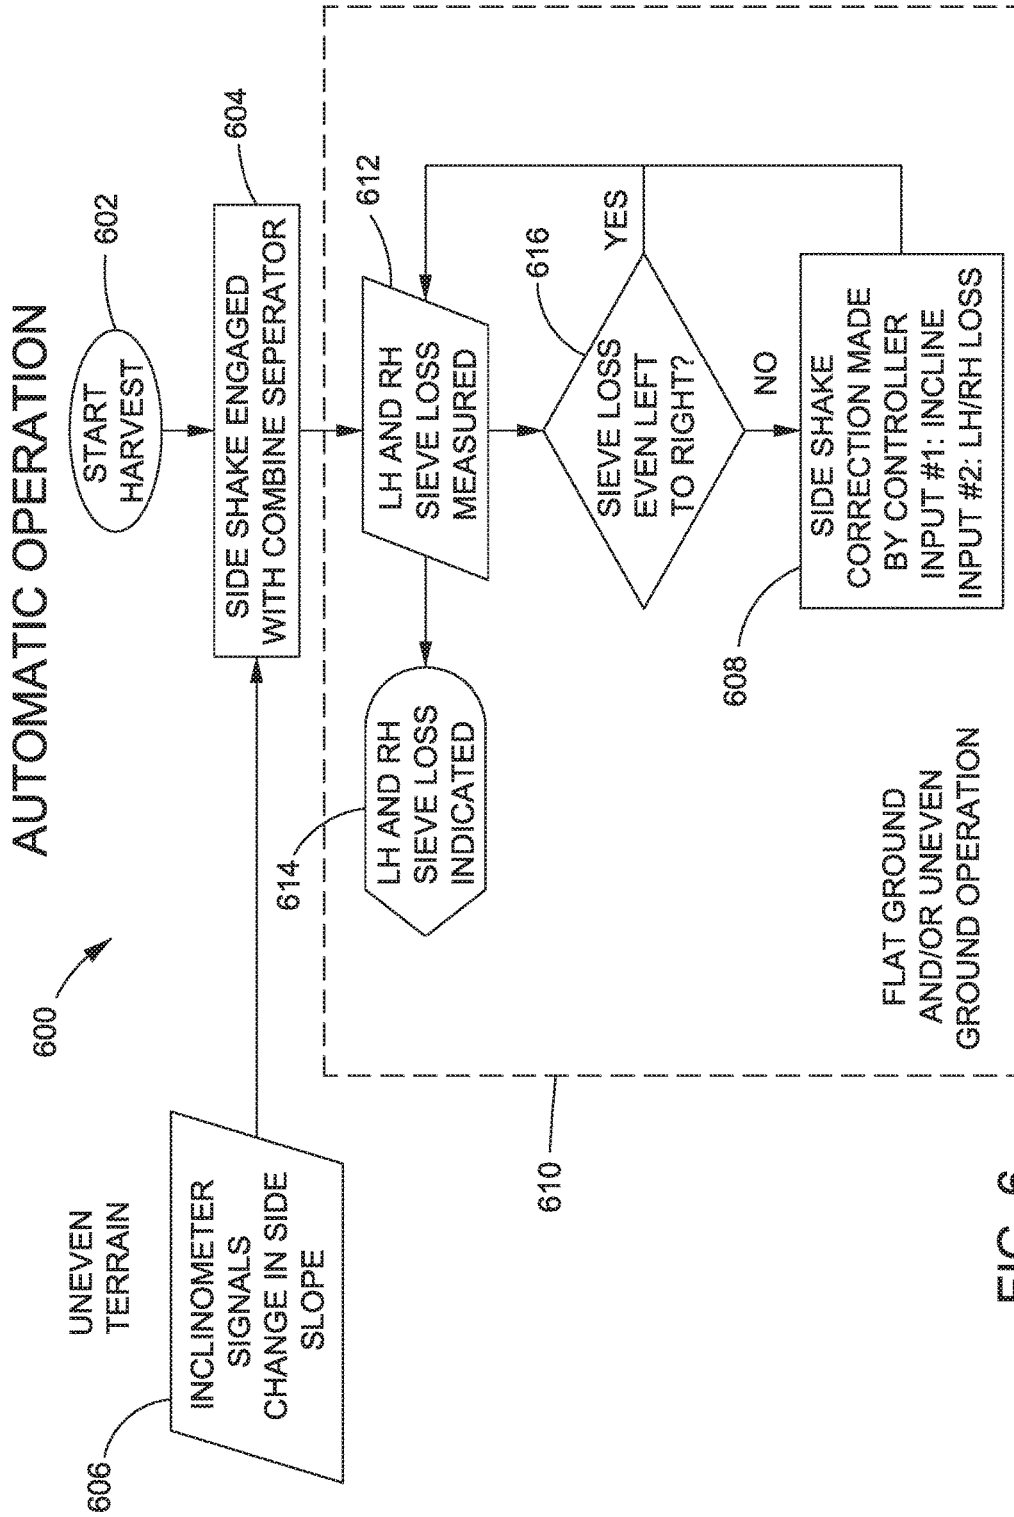 AUTOMATIC OPERATION
600
START
HARVEST
602
UNEVEN
TERRAIN
606
INCLINOMETER
SIGNALS
CHANGE IN SIDE
SLOPE
SIDE SHAKE ENGAGED
WITH COMBINE SEPERATOR
604
610
614
LH AND RH
SIEVE LOSS
INDICATED
LH AND RH
SIEVE LOSS
MEASURED
612
SIEVE LOSS
EVEN LEFT
TO RIGHT?
616
YES
NO
608
SIDE SHAKE
CORRECTION MADE
BY CONTROLLER
INPUT #1: INCLINE
INPUT #2: LH/RH LOSS
FLAT GROUND
AND/OR UNEVEN
GROUND OPERATION
FIG. 6